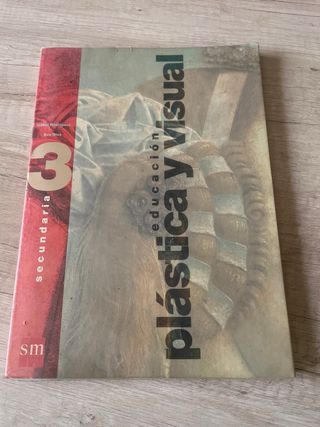 3
secundaria
educación
plástica y visual
sm